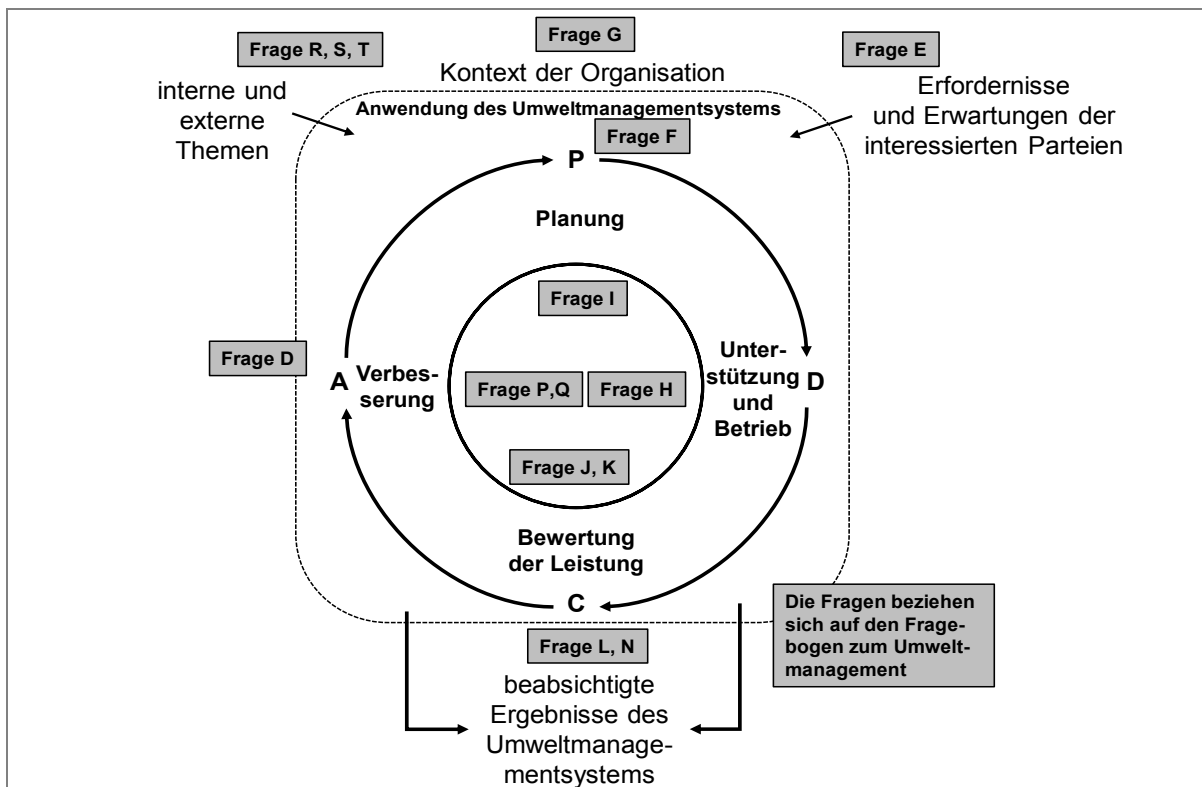 Frage R, S, T
interne und
externe
Themen
Frage G
Kontext der Organisation
Anwendung des Umweltmanagementsystems
Frage E
Erfordernisse
und Erwartungen der
interessierten Parteien
Frage F
P
Planung
Frage I
Frage D
A
Verbes-
serung
Frage P,Q
Frage H
Unter-
stützung
und
Betrieb
D
Frage J, K
Bewertung
der Leistung
C
Frage L, N
beabsichtigte
Ergebnisse des
Umweltmanage-
mentsystems
Die Fragen beziehen
sich auf den Frage-
bogen zum Umwelt-
management